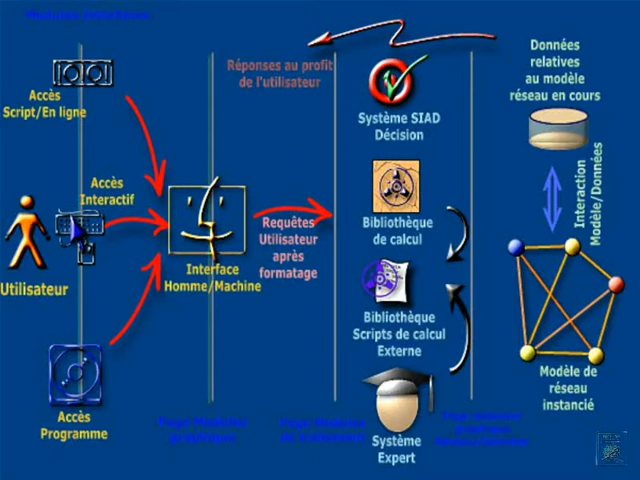 Réponses au profit
de l'utilisateur
Données
relatives
au modèle
réseau en cours
Accès
Script/En ligne
Système SIAD
Décision
Accès
Interactif
Interaction
Modèle/Données
Requêtes
Utilisateur
après
formatage
Bibliothèque
de calcul
Utilisateur
Interface
Homme/Machine
Bibliothèque
Scripts de calcul
Externe
Modèle de
réseau
instancié
Accès
Programme
Système
Expert